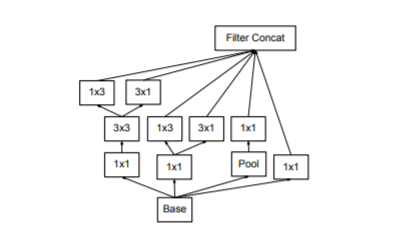 Filter Concat
1x3 3x1
3x3 1x3 3x1 1x1
1x1 1x1 Pool 1x1
Base